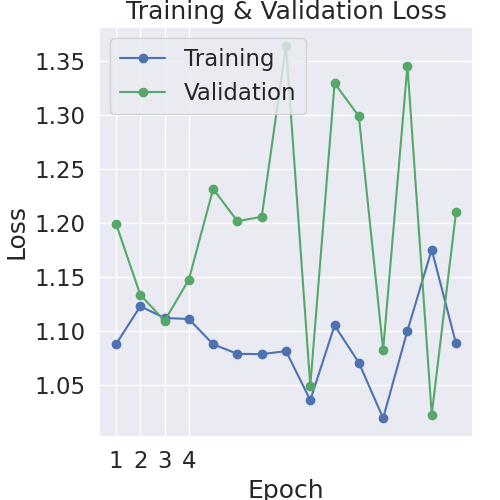 Training & Validation Loss
Training
Validation
Loss
1.35
1.30
1.25
1.20
1.15
1.10
1.05
1 2 3 4
Epoch